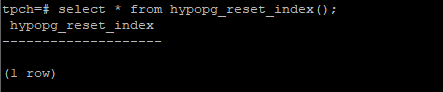 tpch=# select * from hypopg_reset_index();
 hypopg_reset_index
--------------------

(1 row)